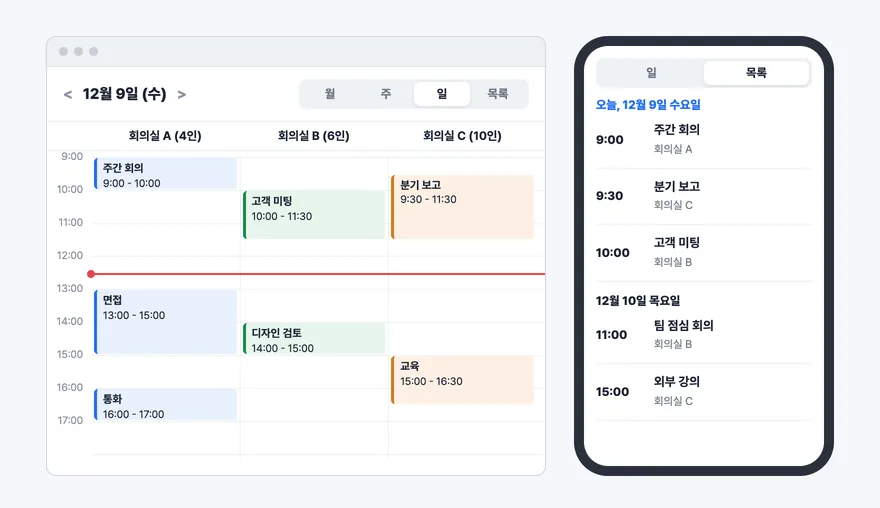 < 12월 9일 (수) >
월 주 일 목록
회의실 A (4인) 회의실 B (6인) 회의실 C (10인)
9:00
주간 회의
9:00 - 10:00
분기 보고
9:30 - 11:30
10:00
고객 미팅
10:00 - 11:30
11:00
12:00
13:00
면접
13:00 - 15:00
14:00
디자인 검토
14:00 - 15:00
15:00
교육
15:00 - 16:30
16:00
통화
16:00 - 17:00
17:00
일 목록
오늘, 12월 9일 수요일
9:00 주간 회의
회의실 A
9:30 분기 보고
회의실 C
10:00 고객 미팅
회의실 B
12월 10일 목요일
11:00 팀 점심 회의
회의실 B
15:00 외부 강의
회의실 C